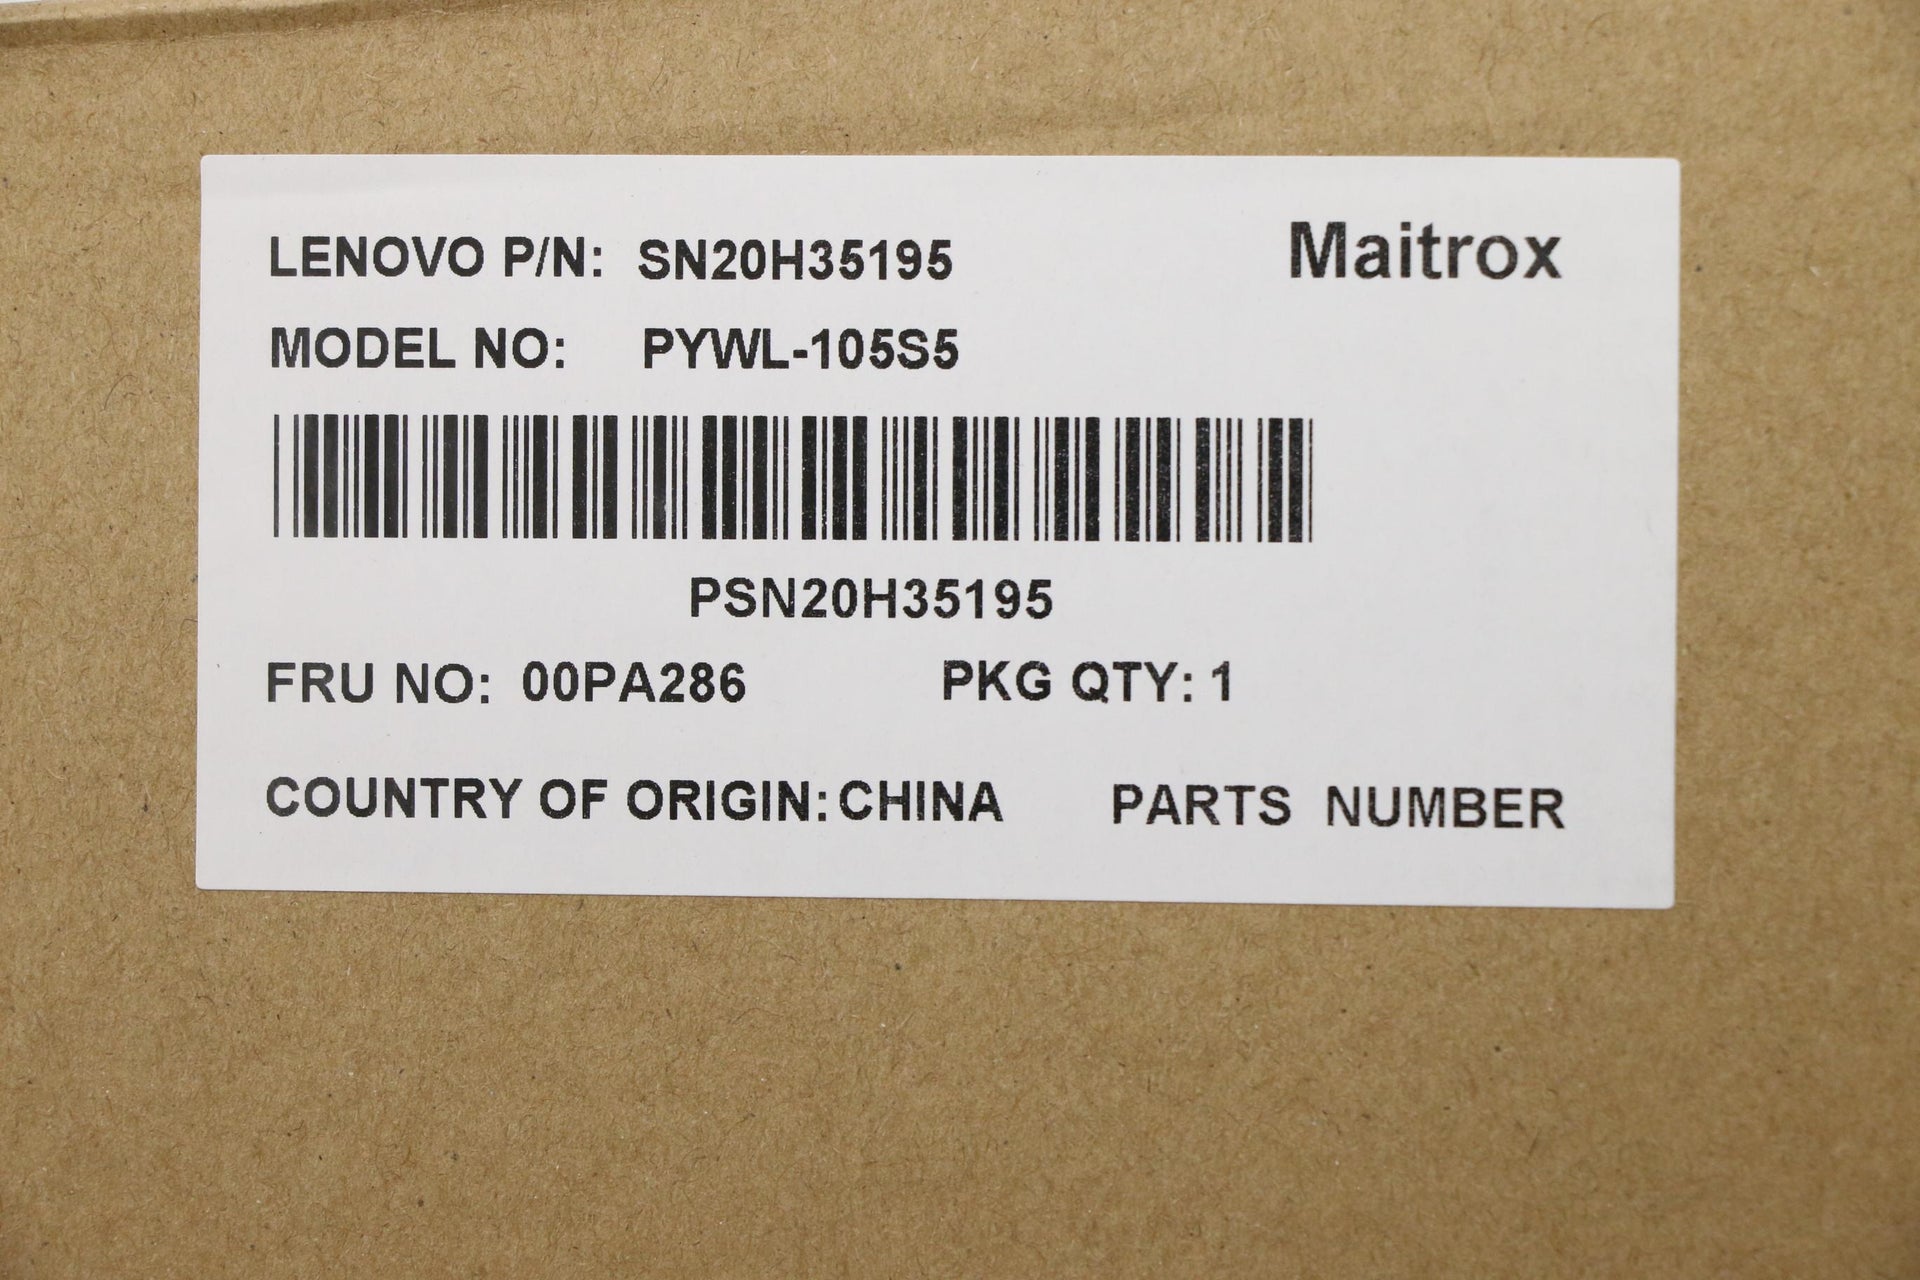 LENOVO P/N: SN20H35195 Maitrox
MODEL NO: PYWL-105S5
PSN20H35195
FRU NO: 00PA286 PKG QTY: 1
COUNTRY OF ORIGIN: CHINA PARTS NUMBER